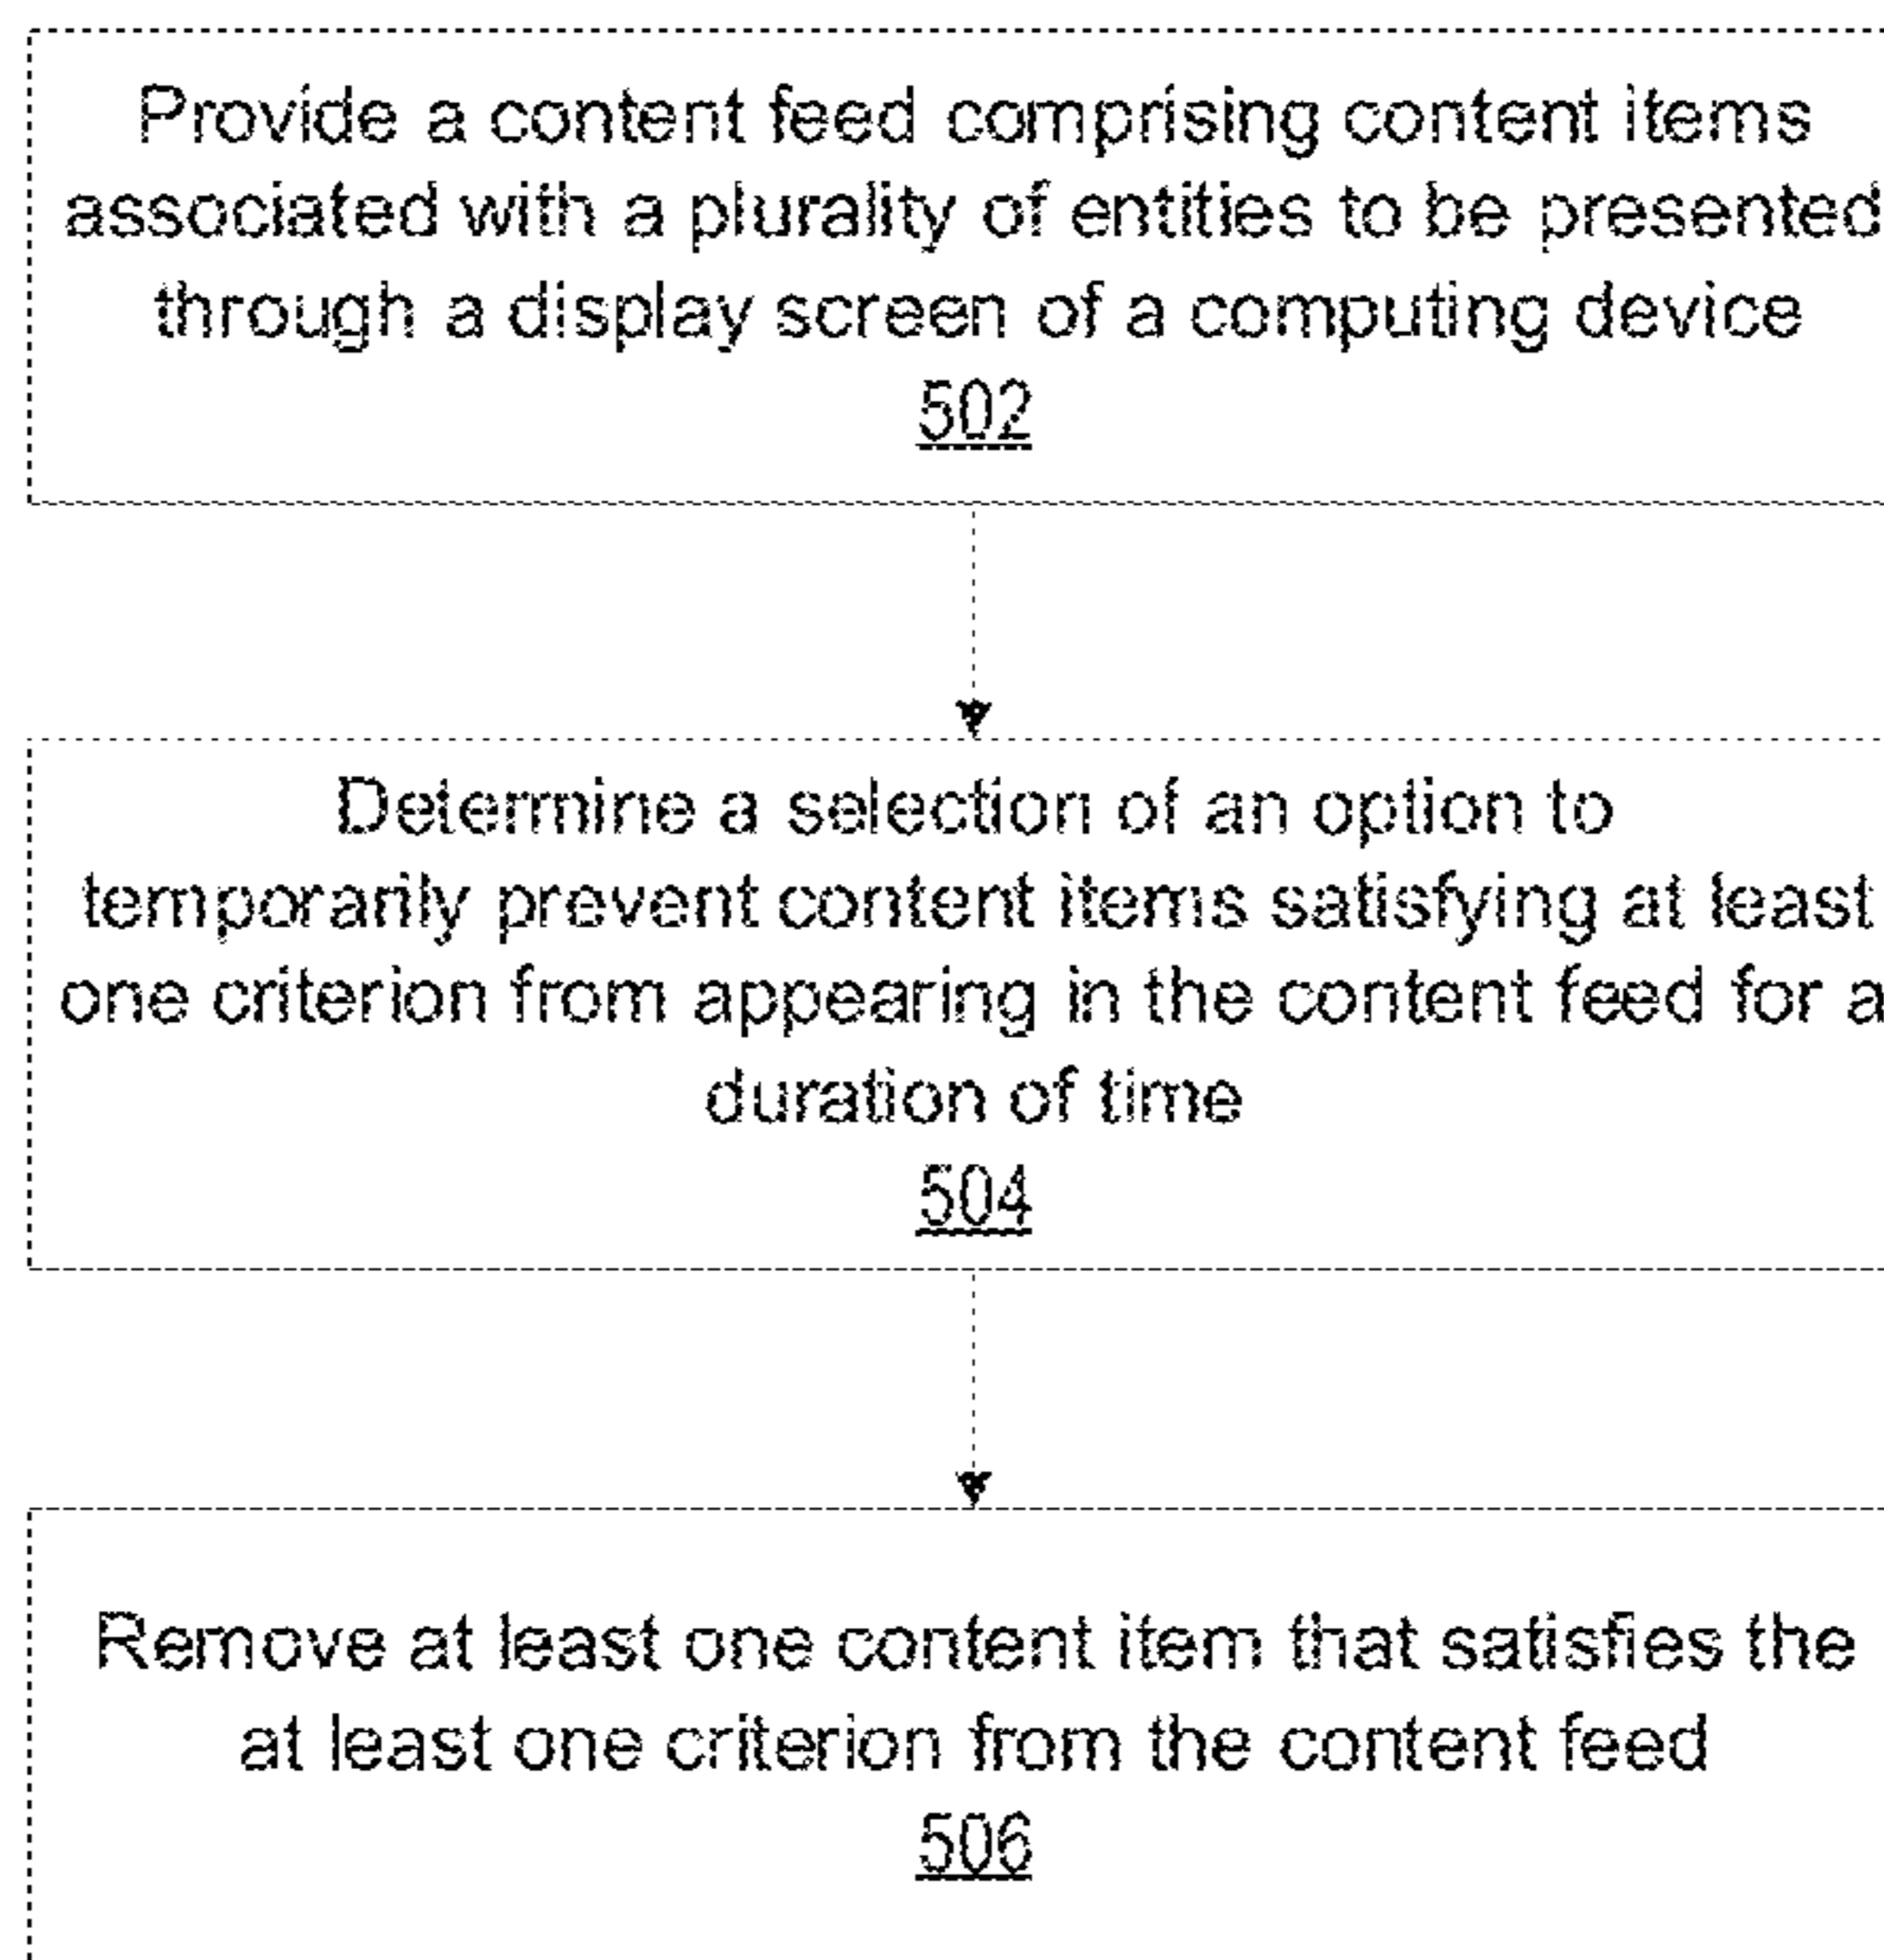 Provide a content feed comprising content items
associated with a plurality of entities to be presented
through a display screen of a computing device
502
Determine a selection of an option to
temporarily prevent content items satisfying at least
one criterion from appearing in the content feed for a
duration of time
504
Remove at least one content item that satisfies the
at least one criterion from the content feed
506